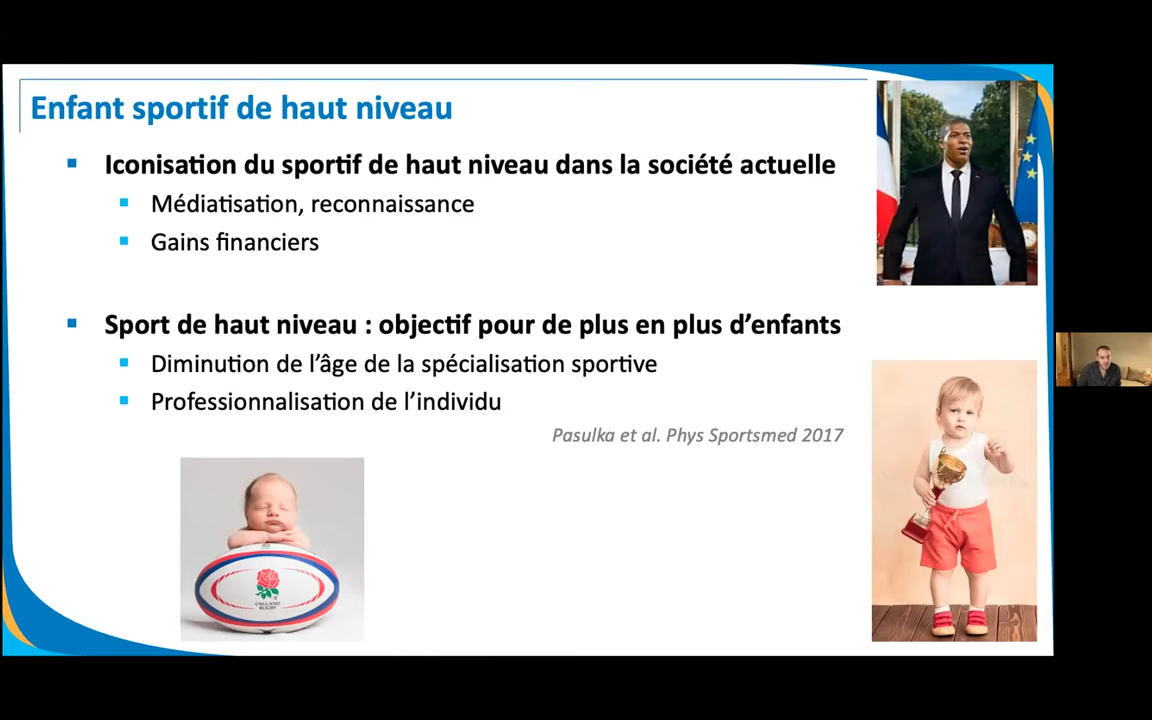 Enfant sportif de haut niveau
Iconisation du sportif de haut niveau dans la société actuelle
Médiatisation, reconnaissance
Gains financiers
Sport de haut niveau : objectif pour de plus en plus d’enfants
Diminution de l’âge de la spécialisation sportive
Professionnalisation de l’individu
Pasulka et al. Phys Sportsmed 2017
ENGLAND
RUGBY